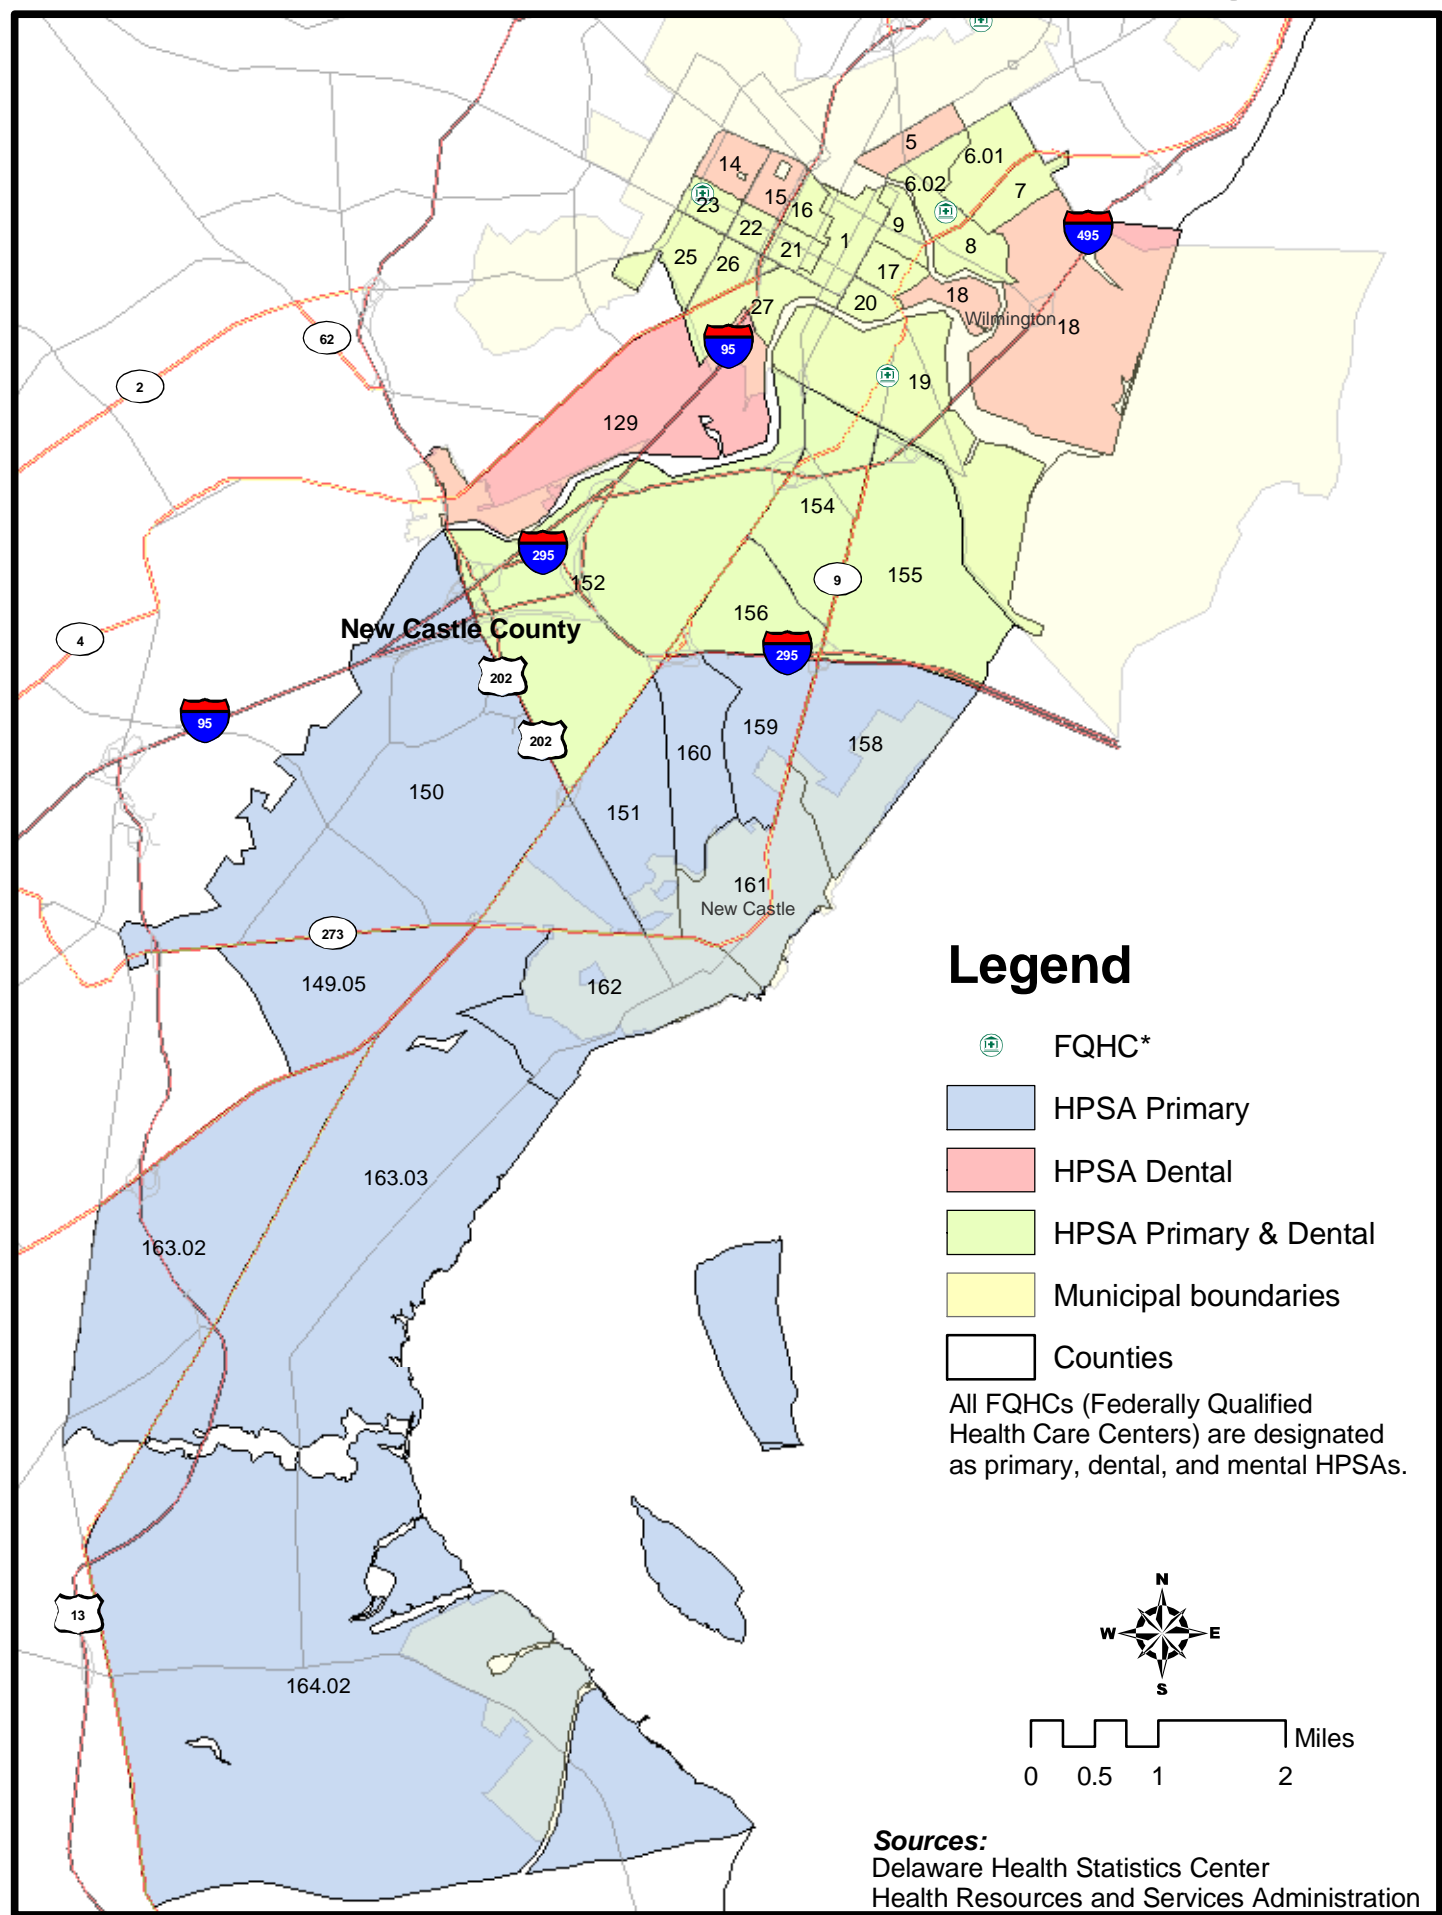 5
6.01
14
6.02
7
15
23
16
22
9
495
1
8
21
25
26
17
18
20
27
Wilmington
18
62
95
19
2
129
154
295
152
9
155
156
New Castle County
4
295
202
95
159
202
158
160
150
151
161
New Castle
273
149.05
162
163.03
163.02
13
164.02
Legend
FQHC*
HPSA Primary
HPSA Dental
HPSA Primary & Dental
Municipal boundaries
Counties
All FQHCs (Federally Qualified
Health Care Centers) are designated
as primary, dental, and mental HPSAs.
N
W E
S
Miles
0 0.5 1 2
Sources:
Delaware Health Statistics Center
Health Resources and Services Administration